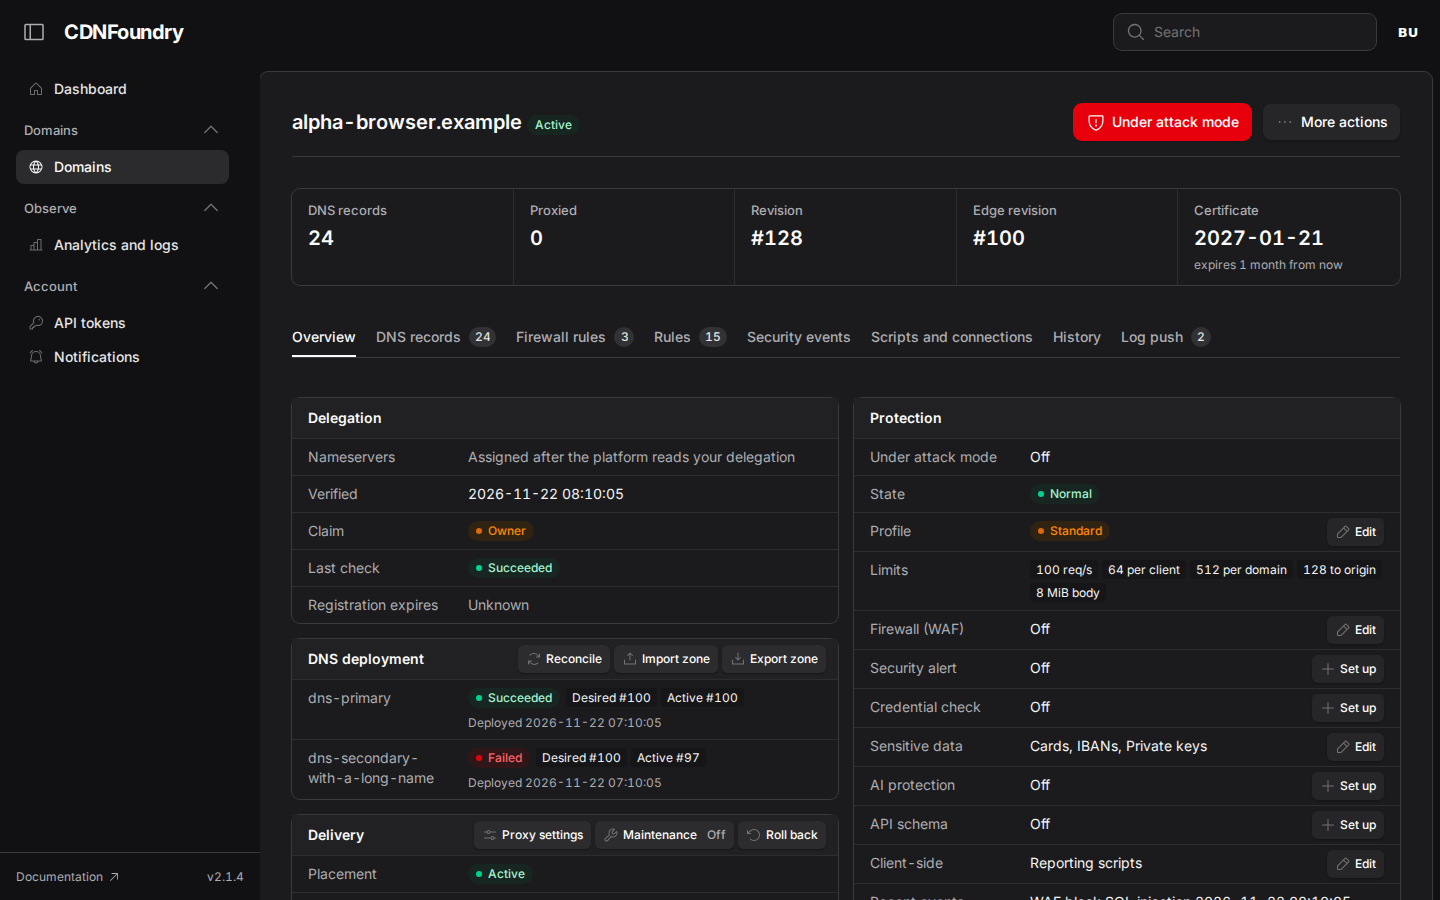 CDNFoundry
Search
BU
Dashboard
Domains
Domains
Observe
Analytics and logs
Account
API tokens
Notifications
Documentation
v2.1.4
alpha-browser.example
Active
Under attack mode
More actions
DNS records
24
Proxied
0
Revision
#128
Edge revision
#100
Certificate
2027-01-21
expires 1 month from now
Overview
DNS records 24
Firewall rules 3
Rules 15
Security events
Scripts and connections
History
Log push 2
Delegation
Nameservers Assigned after the platform reads your delegation
Verified 2026-11-22 08:10:05
Claim Owner
Last check Succeeded
Registration expires Unknown
DNS deployment Reconcile Import zone Export zone
dns-primary Succeeded Desired #100 Active #100
Deployed 2026-11-22 07:10:05
dns-secondary-
with-a-long-name
Failed Desired #100 Active #97
Deployed 2026-11-22 07:10:05
Delivery Proxy settings Maintenance Off Roll back
Placement Active
Protection
Under attack mode Off
State Normal
Profile Standard Edit
Limits 100 req/s 64 per client 512 per domain 128 to origin
8 MiB body
Firewall (WAF) Off Edit
Security alert Off Set up
Credential check Off Set up
Sensitive data Cards, IBANs, Private keys Edit
AI protection Off Set up
API schema Off Set up
Client-side Reporting scripts Edit